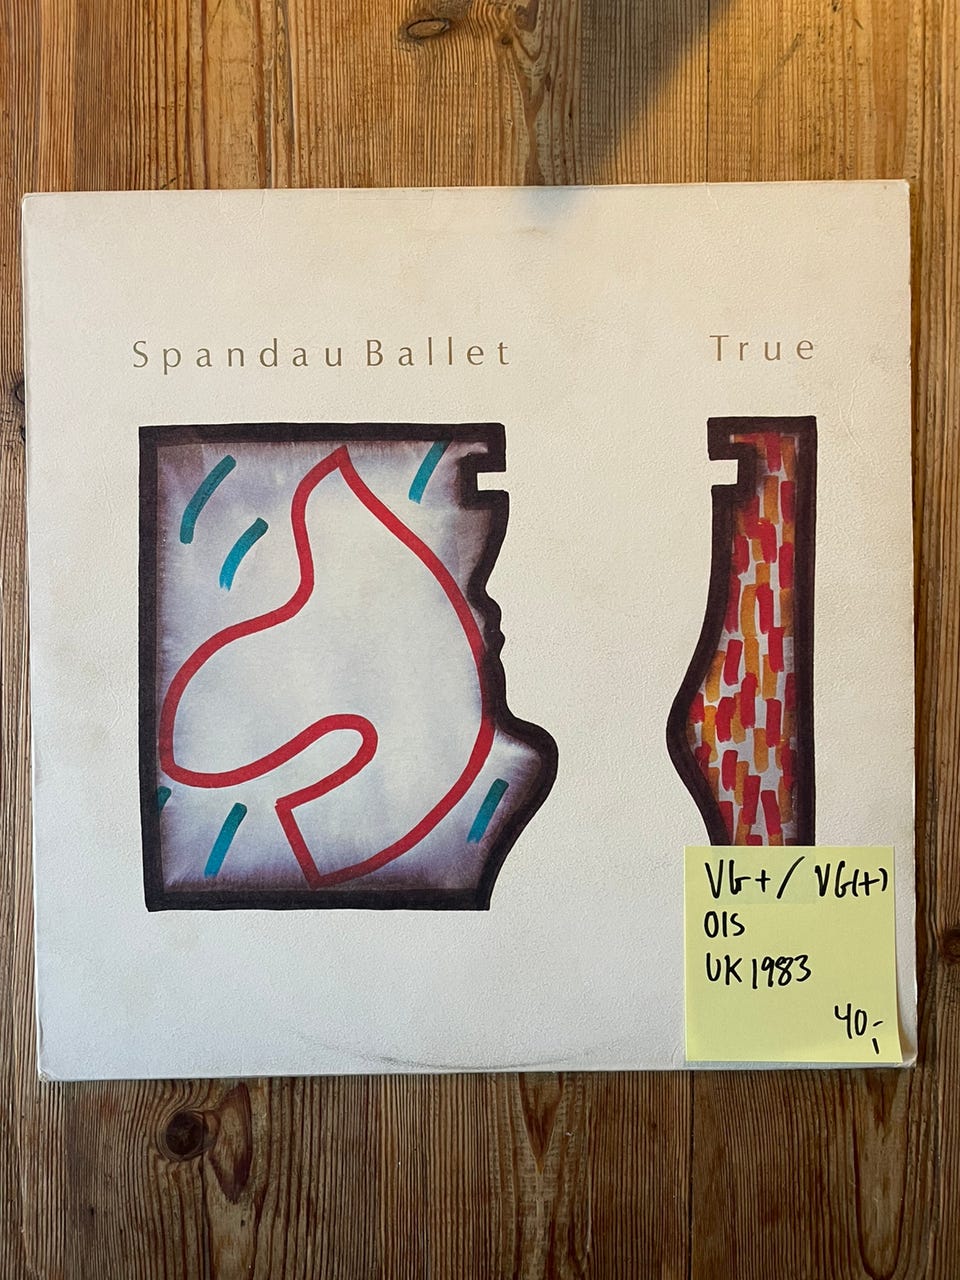 Spandau Ballet True
VG+/VG(+)
OIS
UK 1983
40,-